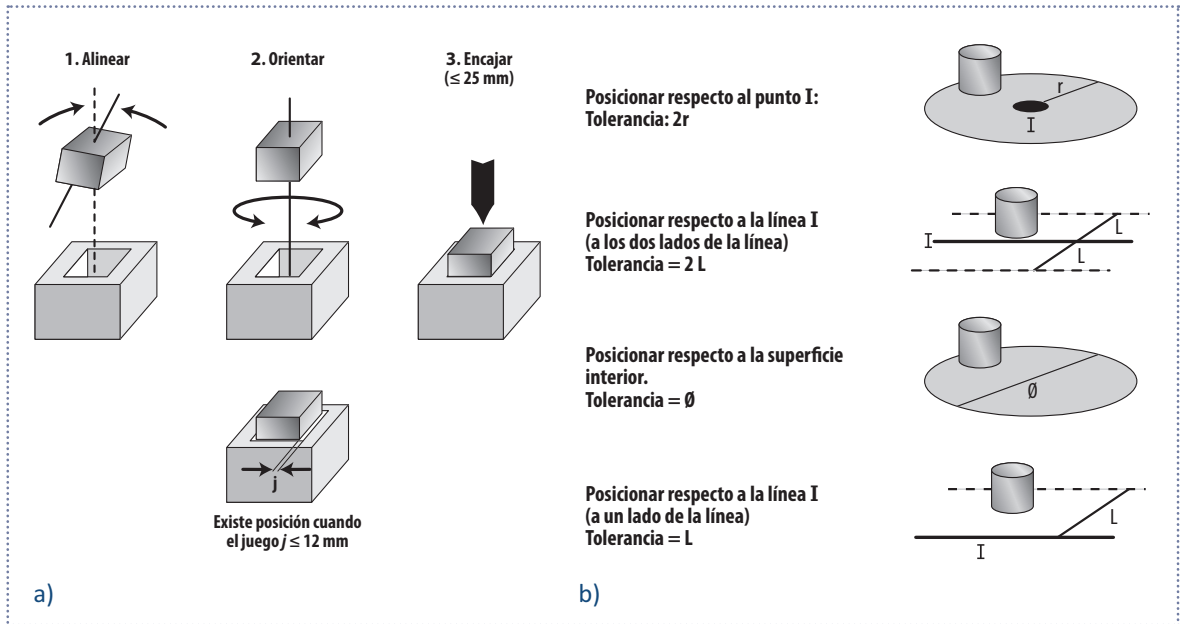 1. Alinear
2. Orientar
3. Encajar
(≤ 25 mm)
j
Existe posición cuando
el juego j ≤ 12 mm
a)
Posicionar respecto al punto I:
Tolerancia: 2r
r
I
Posicionar respecto a la línea I
(a los dos lados de la línea)
Tolerancia = 2 L
I
L
L
Posicionar respecto a la superficie
interior.
Tolerancia = Ø
Ø
Posicionar respecto a la línea I
(a un lado de la línea)
Tolerancia = L
L
I
b)